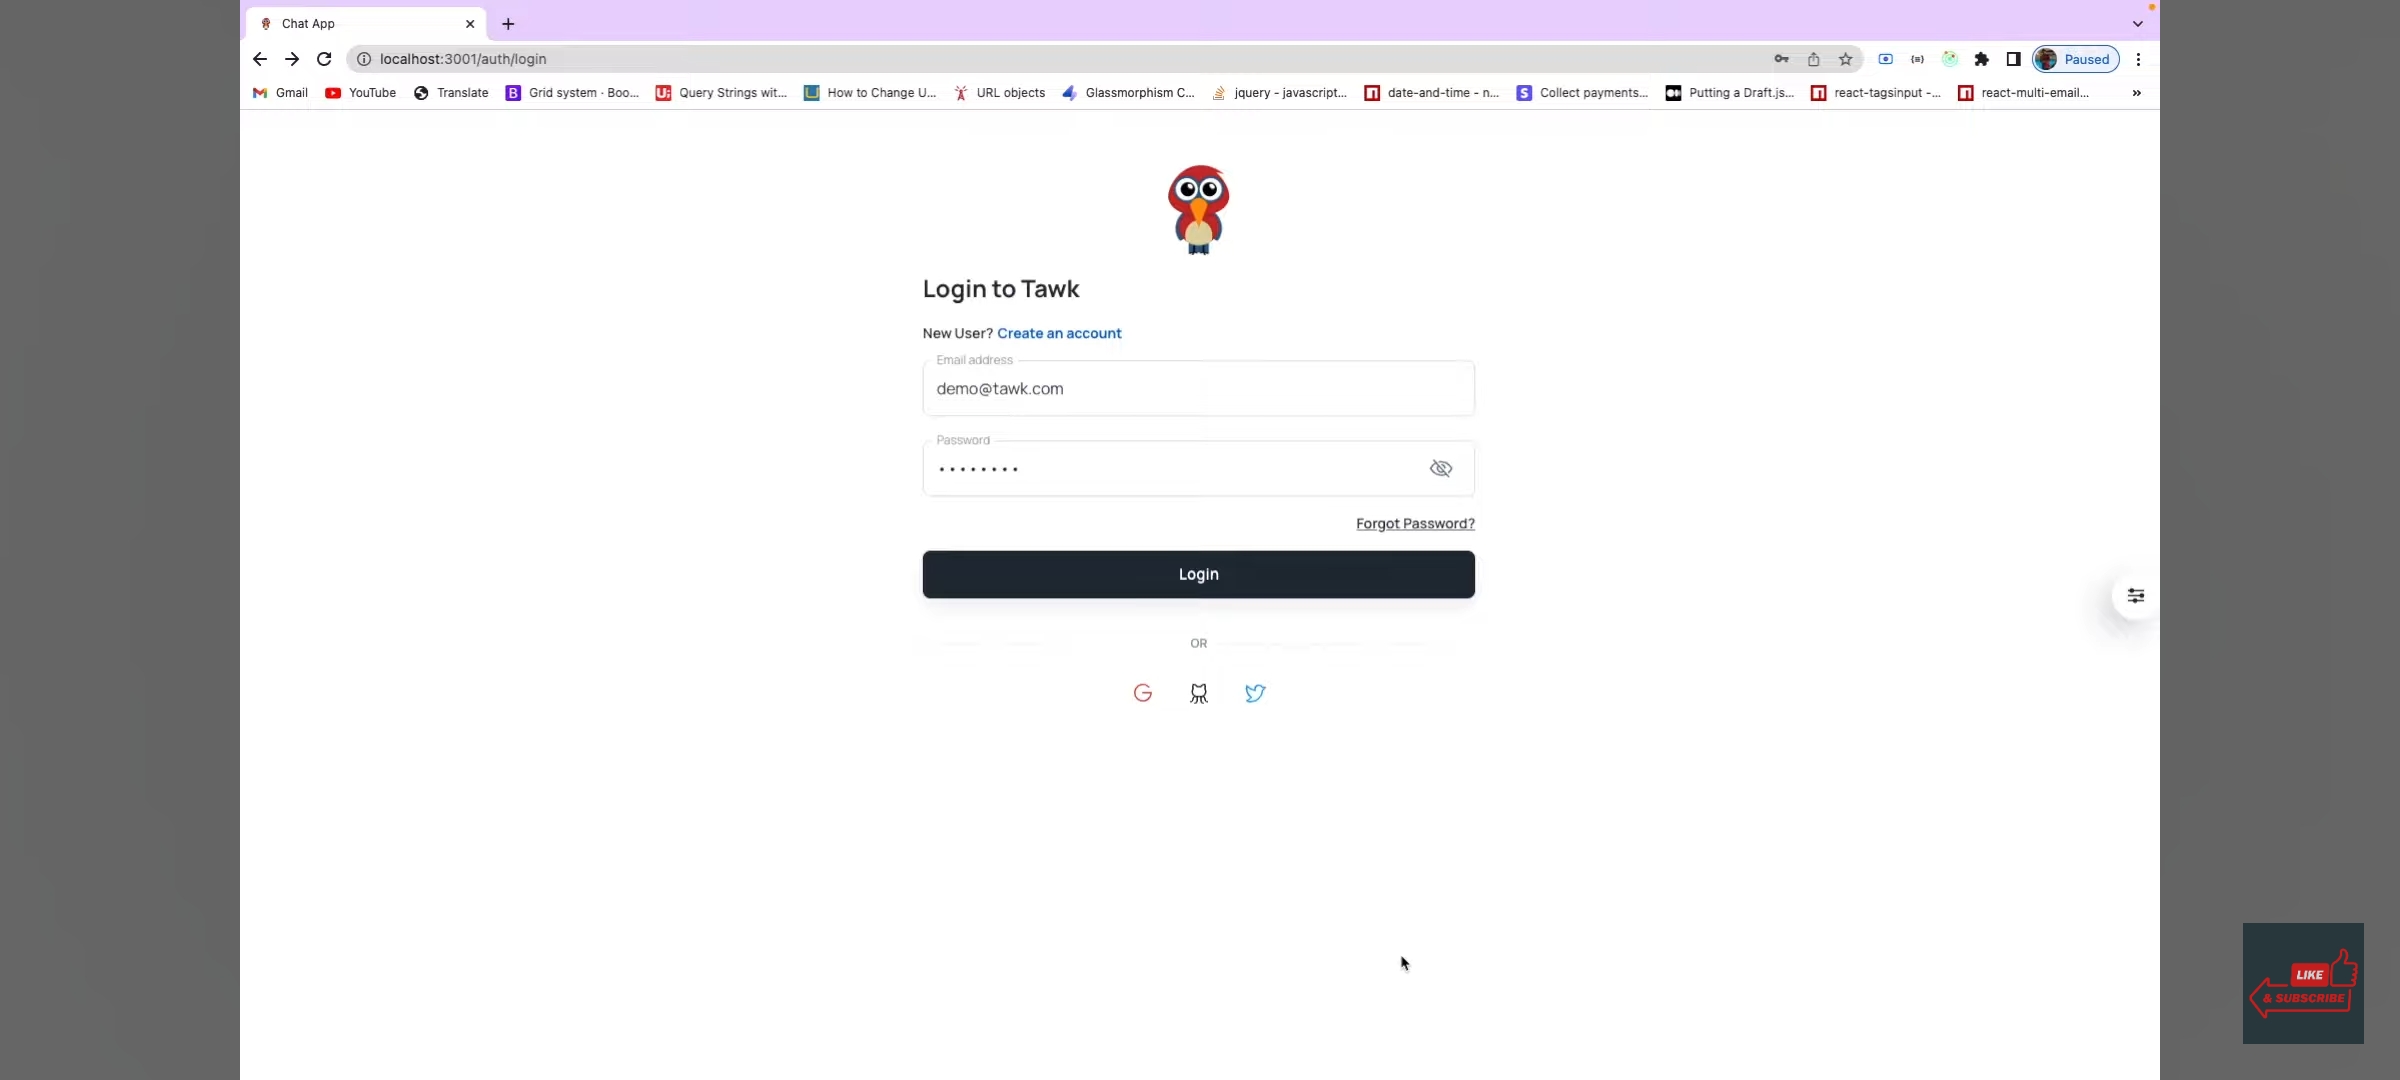 Chat App
localhost:3001/auth/login
Paused
Gmail YouTube Translate Grid system · Boo... Query Strings wit... How to Change U... URL objects Glassmorphism C... jquery - javascript... date-and-time - n... Collect payments... Putting a Draft.js... react-tagsinput -... react-multi-email... »
Login to Tawk
New User? Create an account
Email address
demo@tawk.com
Password
••••••••
Forgot Password?
Login
OR
LIKE
& SUBSCRIBE